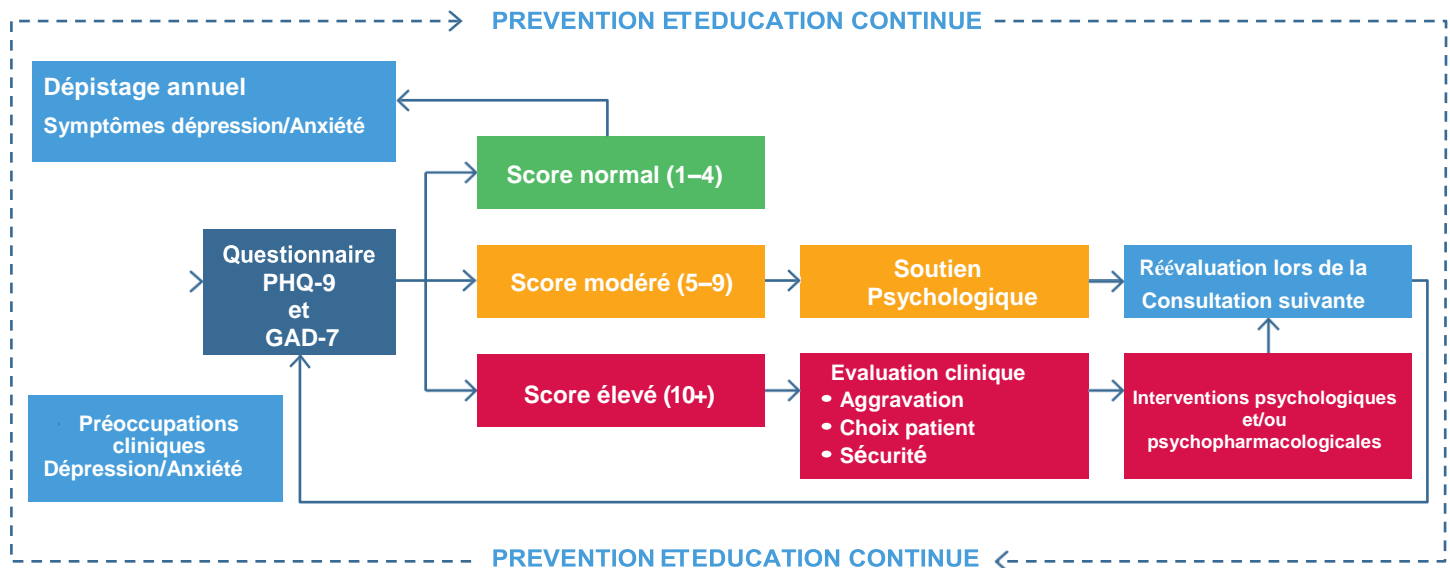 PREVENTION ETEDUCATION CONTINUE
Dépistage annuel
Symptômes dépression/Anxiété
Score normal (1–4)
Questionnaire
PHQ-9
et
GAD-7
Score modéré (5–9)
Soutien
Psychologique
Réévaluation lors de la
Consultation suivante
Score élevé (10+)
Evaluation clinique
• Aggravation
• Choix patient
• Sécurité
Interventions psychologiques
et/ou
psychopharmacologicales
Préoccupations
cliniques
Dépression/Anxiété
PREVENTION ETEDUCATION CONTINUE